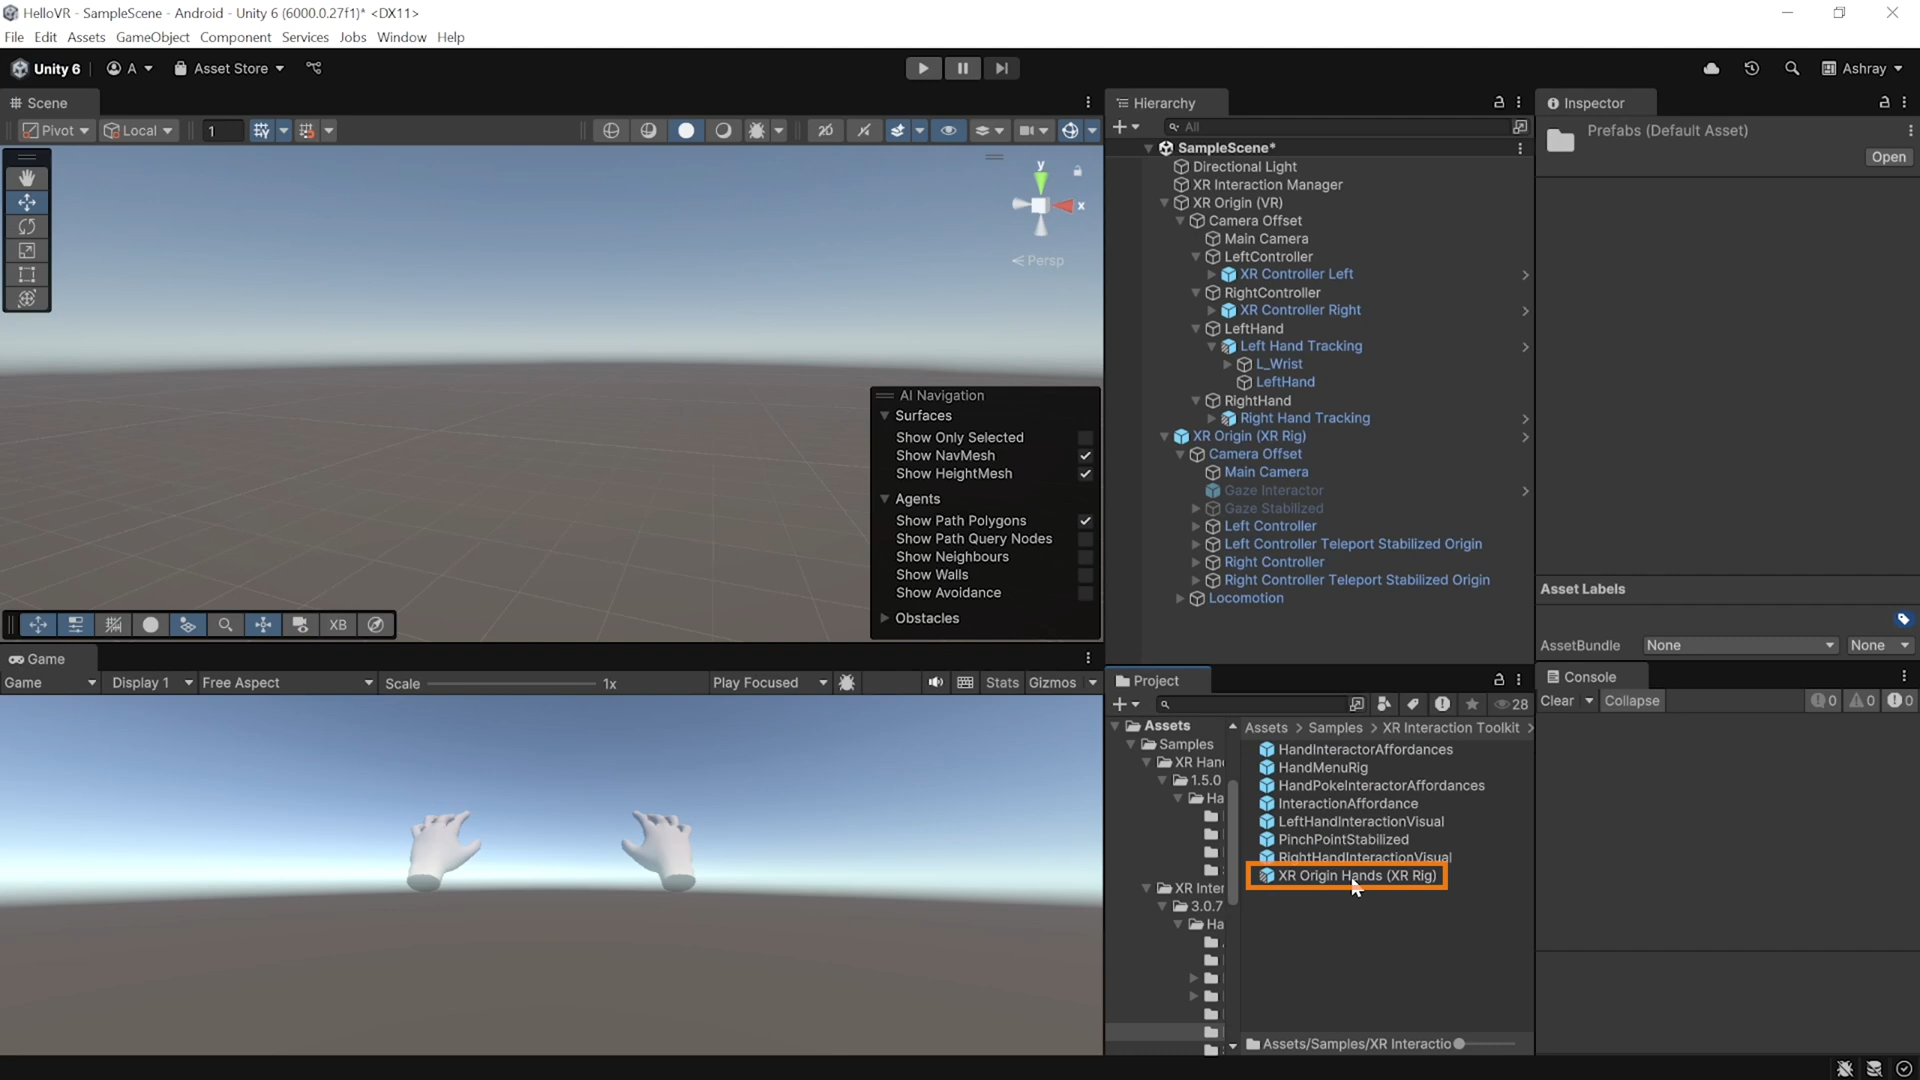 HelloVR - SampleScene - Android - Unity 6 (6000.0.27f1)* <DX11>
File Edit Assets GameObject Component Services Jobs Window Help
Unity 6 A Asset Store Ashray
Scene
Pivot Local 1
y
x
Persp
AI Navigation
Surfaces
Show Only Selected
Show NavMesh
Show HeightMesh
Agents
Show Path Polygons
Show Path Query Nodes
Show Neighbours
Show Walls
Show Avoidance
Obstacles
XB
Game
Game Display 1 Free Aspect Scale 1x Play Focused Stats Gizmos
Hierarchy
All
SampleScene*
Directional Light
XR Interaction Manager
XR Origin (VR)
Camera Offset
Main Camera
LeftController
XR Controller Left
RightController
XR Controller Right
LeftHand
Left Hand Tracking
L_Wrist
LeftHand
RightHand
Right Hand Tracking
XR Origin (XR Rig)
Camera Offset
Main Camera
Gaze Interactor
Gaze Stabilized
Left Controller
Left Controller Teleport Stabilized Origin
Right Controller
Right Controller Teleport Stabilized Origin
Locomotion
Project
28
Assets
Samples
XR Han
1.5.0
Ha
XR Inter
3.0.7
Ha
Assets > Samples > XR Interaction Toolkit >
HandInteractorAffordances
HandMenuRig
HandPokeInteractorAffordances
InteractionAffordance
LeftHandInteractionVisual
PinchPointStabilized
RightHandInteractionVisual
XR Origin Hands (XR Rig)
Assets/Samples/XR Interactio
Inspector
Prefabs (Default Asset)
Open
Asset Labels
AssetBundle None None
Console
Clear Collapse 0 0 0